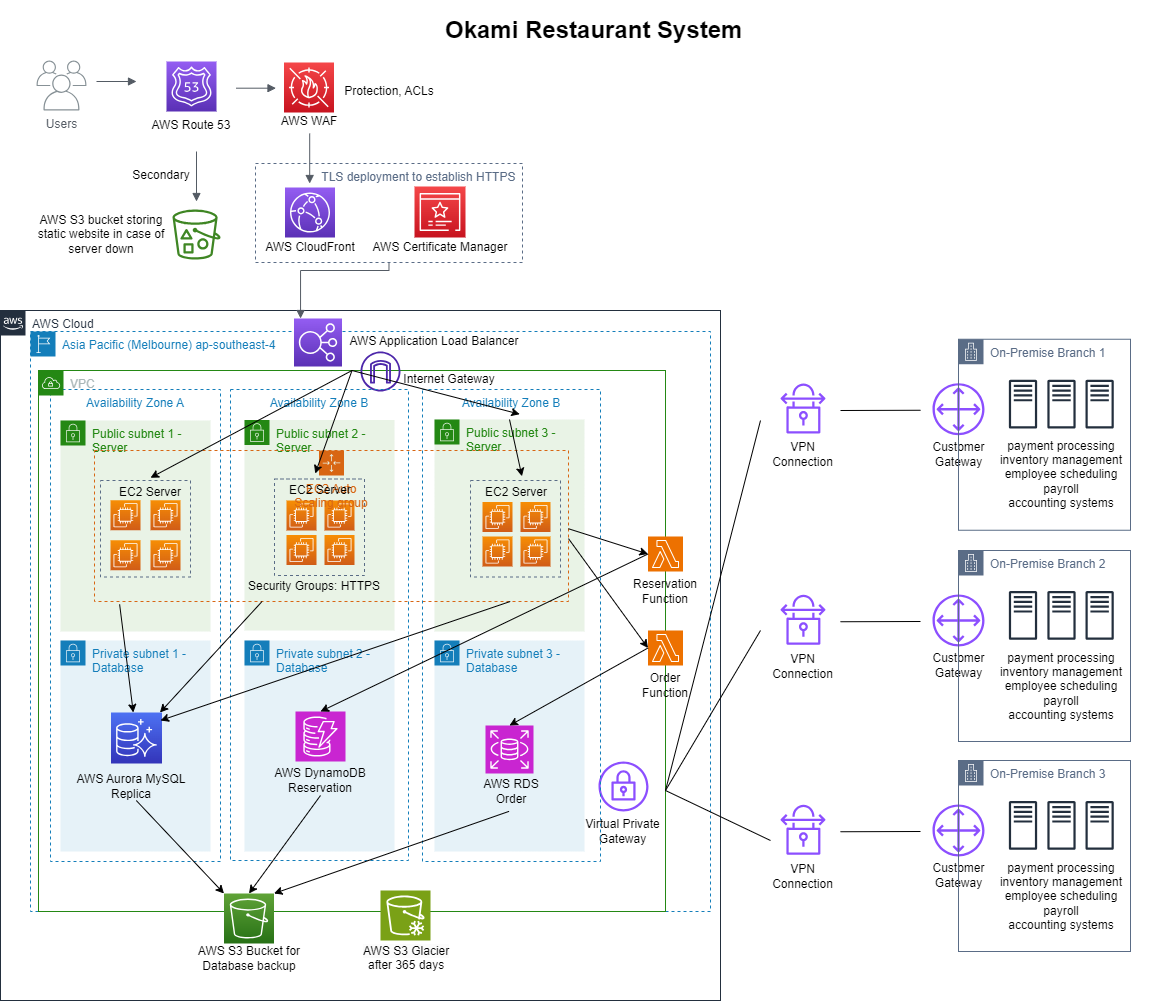 Okami Restaurant System
Users
53
AWS Route 53
AWS WAF
Protection, ACLs
Secondary
AWS S3 bucket storing
static website in case of
server down
TLS deployment to establish HTTPS
AWS CloudFront
AWS Certificate Manager
aws
AWS Cloud
Asia Pacific (Melbourne) ap-southeast-4
AWS Application Load Balancer
Internet Gateway
VPC
Availability Zone A
Availability Zone B
Availability Zone B
Public subnet 1 -
Server
Public subnet 2 -
Server
Public subnet 3 -
Server
EC2 Auto
Scaling group
EC2 Server
EC2 Server
EC2 Server
Security Groups: HTTPS
Reservation
Function
Order
Function
Private subnet 1 -
Database
Private subnet 2 -
Database
Private subnet 3 -
Database
AWS Aurora MySQL
Replica
AWS DynamoDB
Reservation
AWS RDS
Order
Virtual Private
Gateway
AWS S3 Bucket for
Database backup
AWS S3 Glacier
after 365 days
VPN
Connection
Customer
Gateway
On-Premise Branch 1
payment processing
inventory management
employee scheduling
payroll
accounting systems
VPN
Connection
Customer
Gateway
On-Premise Branch 2
payment processing
inventory management
employee scheduling
payroll
accounting systems
VPN
Connection
Customer
Gateway
On-Premise Branch 3
payment processing
inventory management
employee scheduling
payroll
accounting systems